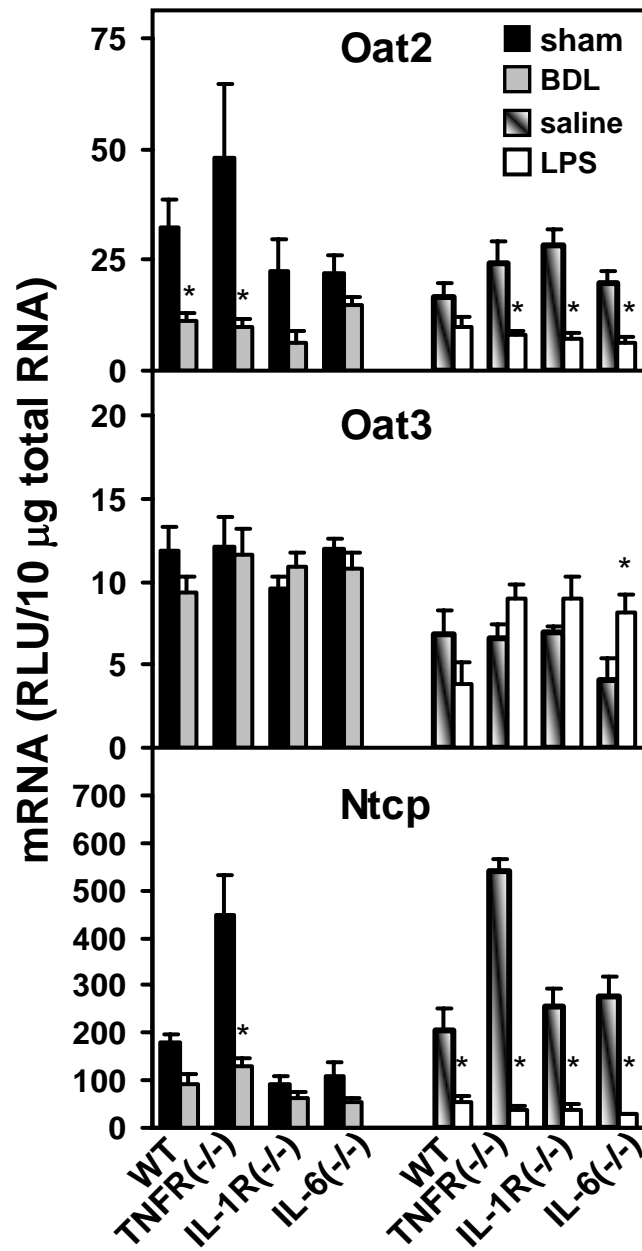 mRNA (RLU/10 μg total RNA)
Oat2
sham
BDL
saline
LPS
75
50
25
0
* *
* * *
Oat3
20
15
10
5
0
*
Ntcp
700
600
500
400
300
200
100
0
*
* * * *
WT
TNFR(-/-)
IL-1R(-/-)
IL-6(-/-)
WT
TNFR(-/-)
IL-1R(-/-)
IL-6(-/-)